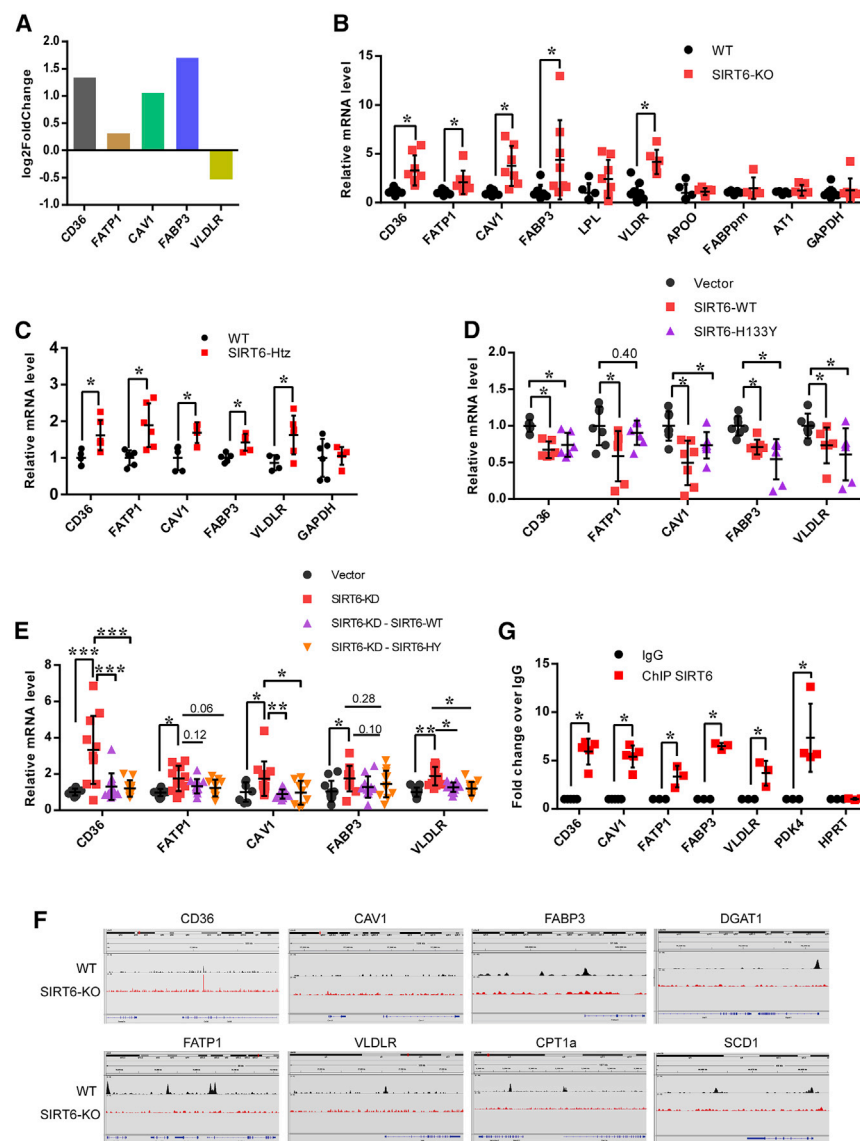 A
log2FoldChange
2.0
1.5
1.0
0.5
0.0
-0.5
-1.0
CD36
FATP1
CAV1
FABP3
VLDLR
B
WT
SIRT6-KO
Relative mRNA level
15
10
5
0
* * * * *
CD36
FATP1
CAV1
FABP3
LPL
VLDR
APOO
FABPpm
AT1
GAPDH
C
WT
SIRT6-Htz
Relative mRNA level
4
3
2
1
0
* * * * *
CD36
FATP1
CAV1
FABP3
VLDLR
GAPDH
D
Vector
SIRT6-WT
SIRT6-H133Y
Relative mRNA level
2.0
1.5
1.0
0.5
0.0
* * 0.40 * * * * * * *
CD36
FATP1
CAV1
FABP3
VLDLR
E
Vector
SIRT6-KD
SIRT6-KD - SIRT6-WT
SIRT6-KD - SIRT6-HY
Relative mRNA level
8
6
4
2
0
*** *** ***
* 0.06 0.12
* * **
* 0.28 0.10
** * *
CD36
FATP1
CAV1
FABP3
VLDLR
G
IgG
ChIP SIRT6
Fold change over IgG
15
10
5
0
* * * * * *
CD36
CAV1
FATP1
FABP3
VLDLR
PDK4
HPRT
F
CD36 CAV1 FABP3 DGAT1
WT
SIRT6-KO
FATP1 VLDLR CPT1a SCD1
WT
SIRT6-KO